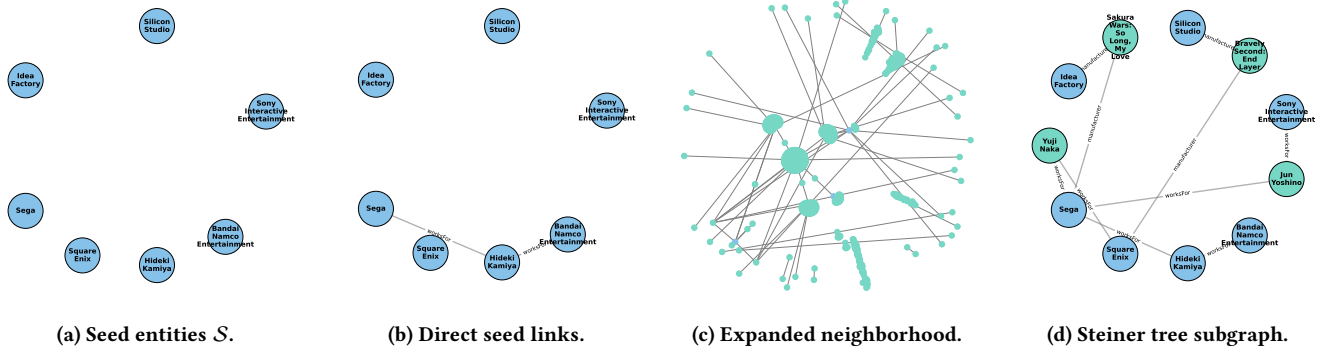 Silicon
Studio
Idea
Factory
Sony
Interactive
Entertainment
Sega
Square
Enix
Hideki
Kamiya
Bandai
Namco
Entertainment
(a) Seed entities S.
Silicon
Studio
Idea
Factory
Sony
Interactive
Entertainment
Sega
worksFor
Square
Enix
Hideki
Kamiya
worksFor
Bandai
Namco
Entertainment
(b) Direct seed links.
(c) Expanded neighborhood.
Sakura
Wars:
So
Long,
My
Love
manufacturer
Silicon
Studio
manufacturer
Bravely
Second:
End
Layer
Idea
Factory
manufacturer
Sony
Interactive
Entertainment
manufacturer
worksFor
Yuji
Naka
worksFor
worksFor
Jun
Yoshino
worksFor
Sega
worksFor
Square
Enix
Hideki
Kamiya
worksFor
Bandai
Namco
Entertainment
(d) Steiner tree subgraph.